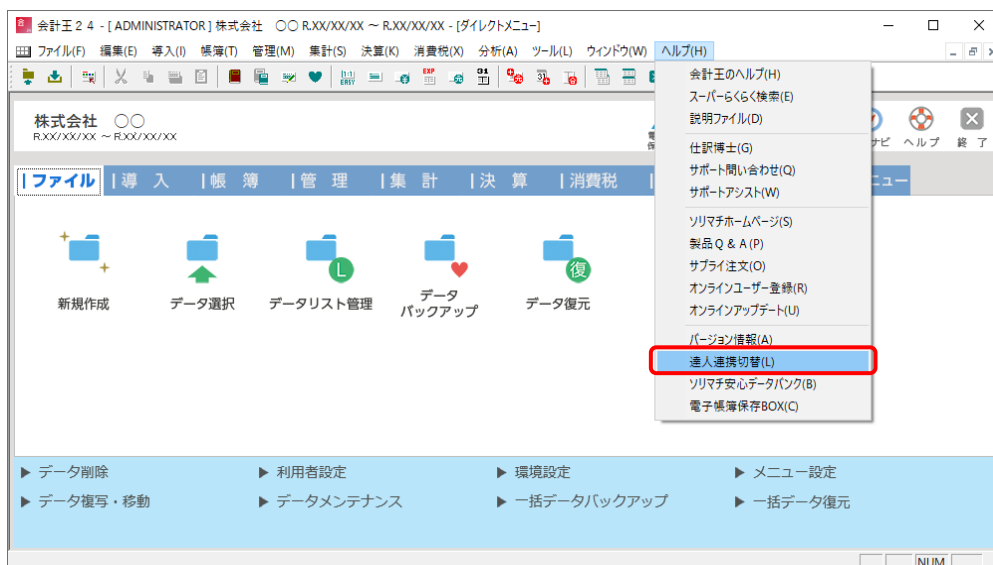 会計王２４ - [ ADMINISTRATOR ] 株式会社　○○ R.XX/XX/XX ～ R.XX/XX/XX - [ダイレクトメニュー]
ファイル(F) 編集(E) 導入(I) 帳簿(T) 管理(M) 集計(S) 決算(K) 消費税(X) 分析(A) ツール(L) ウインドウ(W) ヘルプ(H)
株式会社　○○
R.XX/XX/XX ～ R.XX/XX/XX
ナビ ヘルプ 終 了
|ファイル |導 入 |帳 簿 |管 理 |集 計 |決 算 |消費税
新規作成
データ選択
データリスト管理
データ
バックアップ
データ復元
会計王のヘルプ(H)
スーパーらくらく検索(E)
説明ファイル(D)
仕訳博士(G)
サポート問い合わせ(Q)
サポートアシスト(W)
ソリマチホームページ(S)
製品Ｑ＆Ａ(P)
サプライ注文(O)
オンラインユーザー登録(R)
オンラインアップデート(U)
バージョン情報(A)
達人連携切替(L)
ソリマチ安心データバンク(B)
電子帳簿保存BOX(C)
▶ データ削除 ▶ 利用者設定 ▶ 環境設定 ▶ メニュー設定
▶ データ複写・移動 ▶ データメンテナンス ▶ 一括データバックアップ ▶ 一括データ復元
NUM